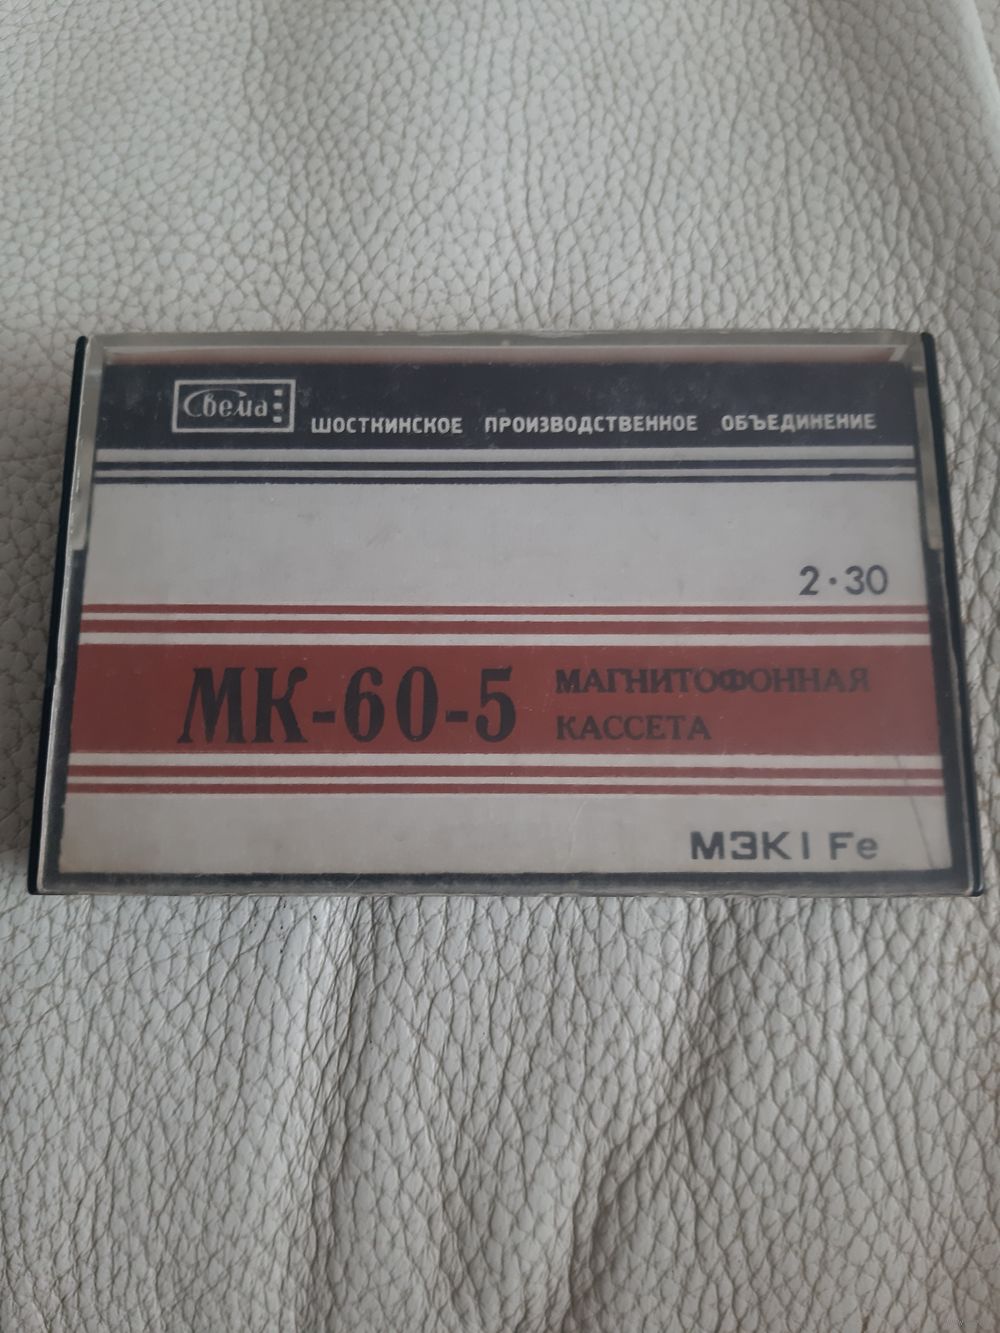 Свема
ШОСТКИНСКОЕ ПРОИЗВОДСТВЕННОЕ ОБЪЕДИНЕНИЕ
2·30
МК-60-5 МАГНИТОФОННАЯ
КАССЕТА
МЭК I Fe